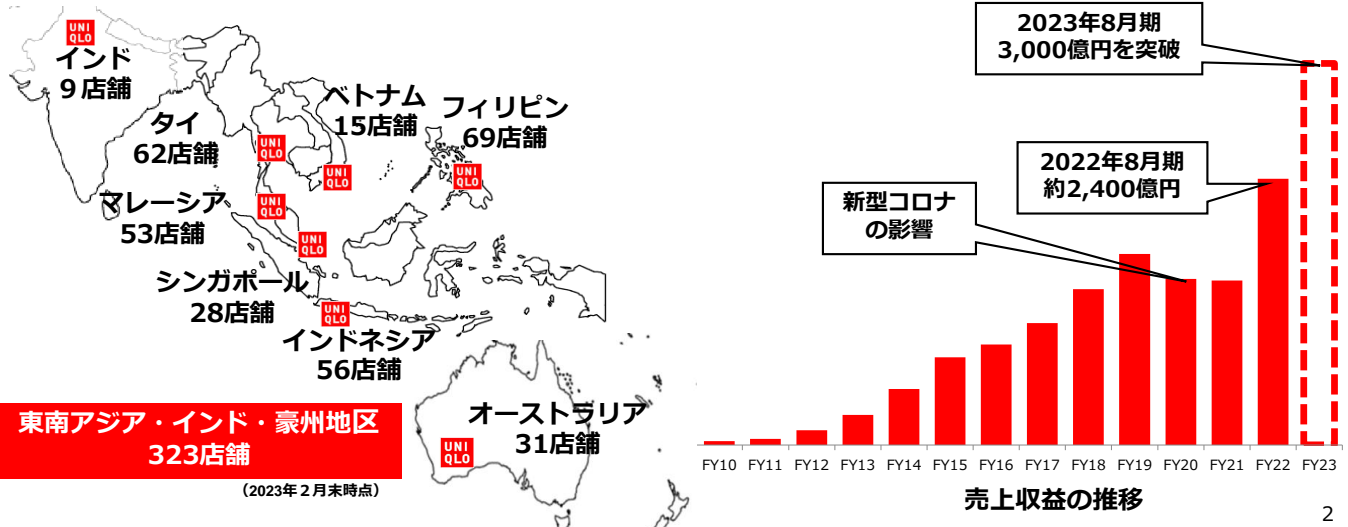 UNI
QLO
インド
9店舗
ベトナム
15店舗
フィリピン
69店舗
タイ
62店舗
UNI
QLO
UNI
QLO
UNI
QLO
マレーシア
53店舗
UNI
QLO
UNI
QLO
シンガポール
28店舗
UNI
QLO
インドネシア
56店舗
オーストラリア
31店舗
UNI
QLO
東南アジア・インド・豪州地区
323店舗
(2023年2月末時点)
2023年8月期
3,000億円を突破
2022年8月期
約2,400億円
新型コロナ
の影響
FY10 FY11 FY12 FY13 FY14 FY15 FY16 FY17 FY18 FY19 FY20 FY21 FY22 FY23
売上収益の推移
2